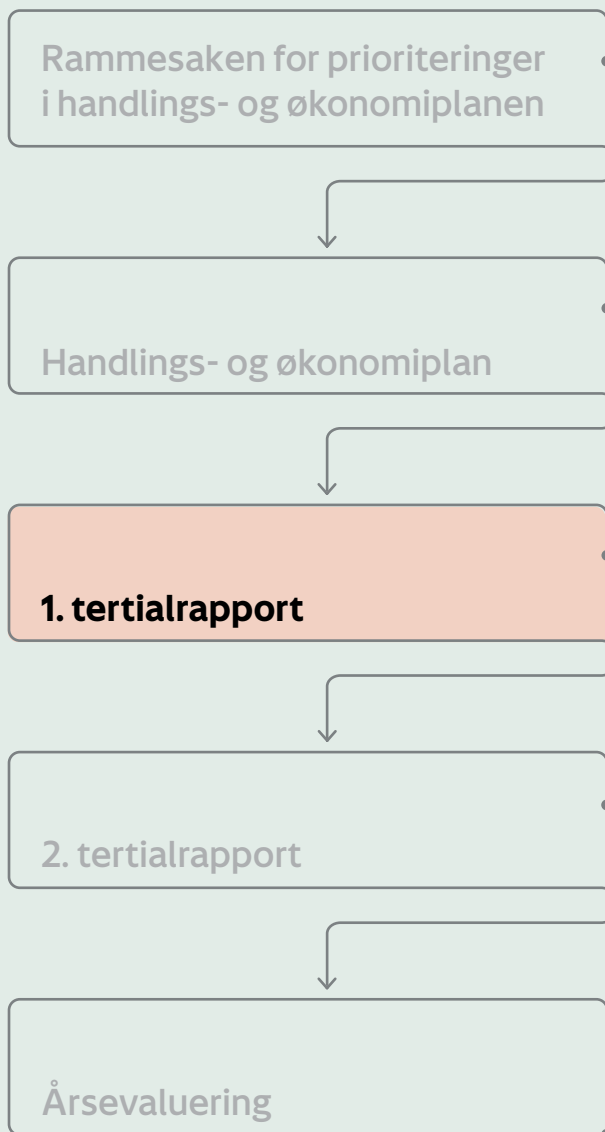 Rammesaken for prioriteringer
i handlings- og økonomiplanen
Handlings- og økonomiplan
1. tertialrapport
2. tertialrapport
Årsevaluering